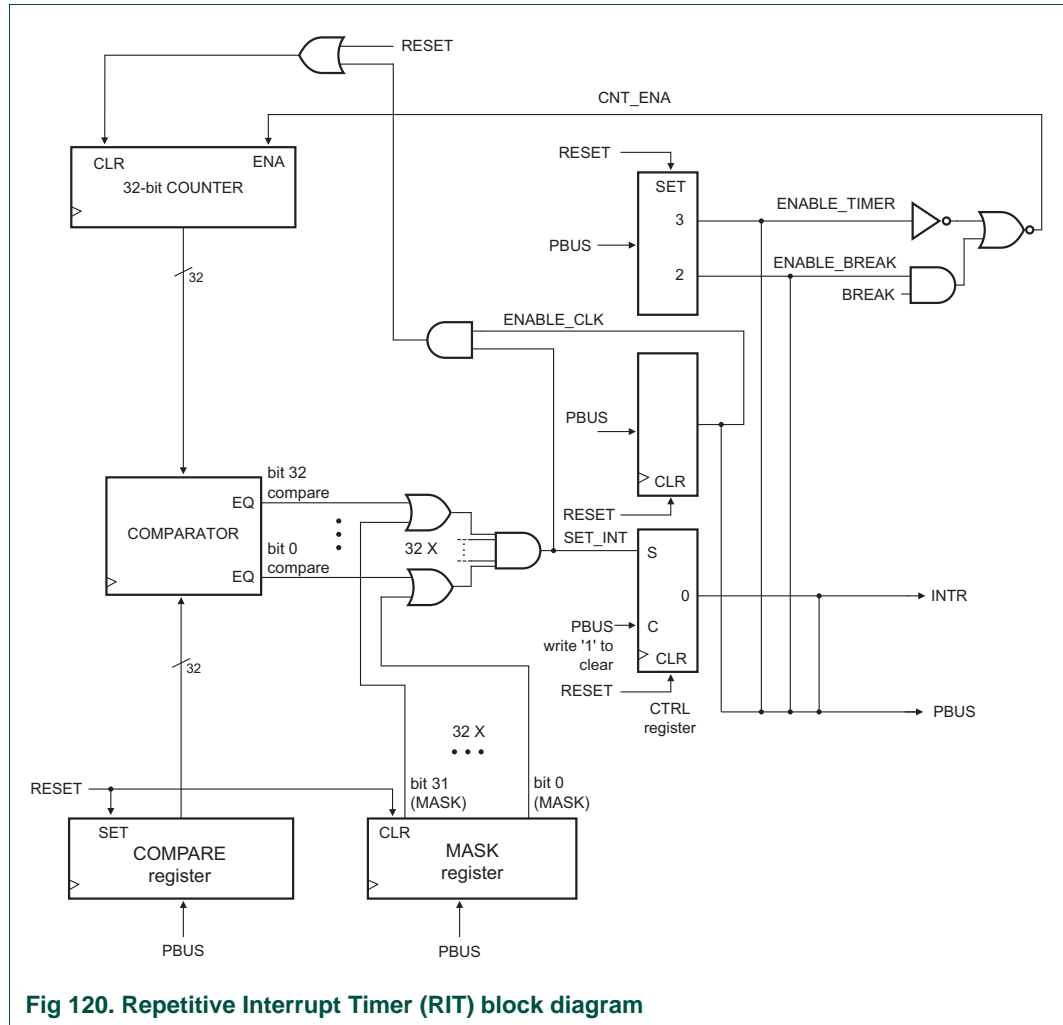 RESET
CNT_ENA
CLR
ENA
32-bit COUNTER
RESET
SET
3
ENABLE_TIMER
PBUS
2
ENABLE_BREAK
BREAK
32
ENABLE_CLK
PBUS
CLR
RESET
bit 32
compare
EQ
COMPARATOR
bit 0
compare
EQ
32 X
SET_INT
S
0
INTR
PBUS
write '1' to
clear
C
CLR
RESET
CTRL
register
PBUS
32
32 X
RESET
bit 31
(MASK)
bit 0
(MASK)
SET
COMPARE
register
CLR
MASK
register
PBUS
PBUS
Fig 120. Repetitive Interrupt Timer (RIT) block diagram